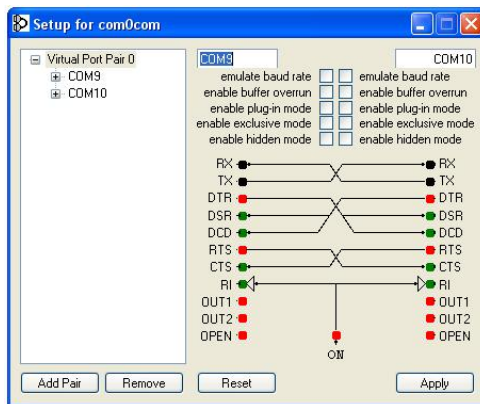 Setup for com0com
Virtual Port Pair 0
COM9
COM10
COM9 COM10
emulate baud rate emulate baud rate
enable buffer overrun enable buffer overrun
enable plug-in mode enable plug-in mode
enable exclusive mode enable exclusive mode
enable hidden mode enable hidden mode
RX RX
TX TX
DTR DTR
DSR DSR
DCD DCD
RTS RTS
CTS CTS
RI RI
OUT1 OUT1
OUT2 OUT2
OPEN OPEN
ON
Add Pair Remove Reset Apply